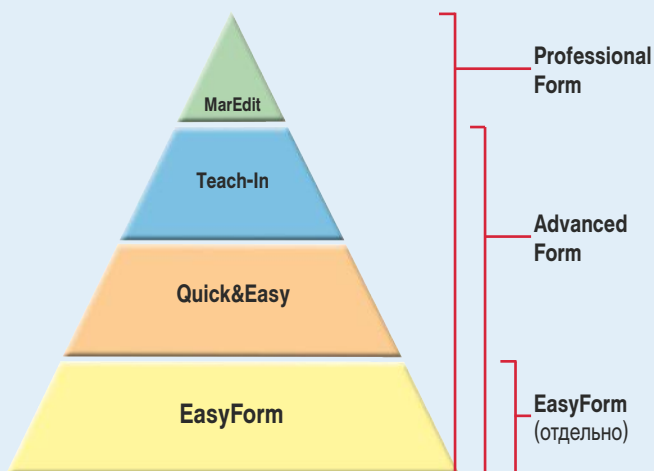 MarEdit
Teach-In
Quick&Easy
EasyForm
Professional
Form
Advanced
Form
EasyForm
(отдельно)